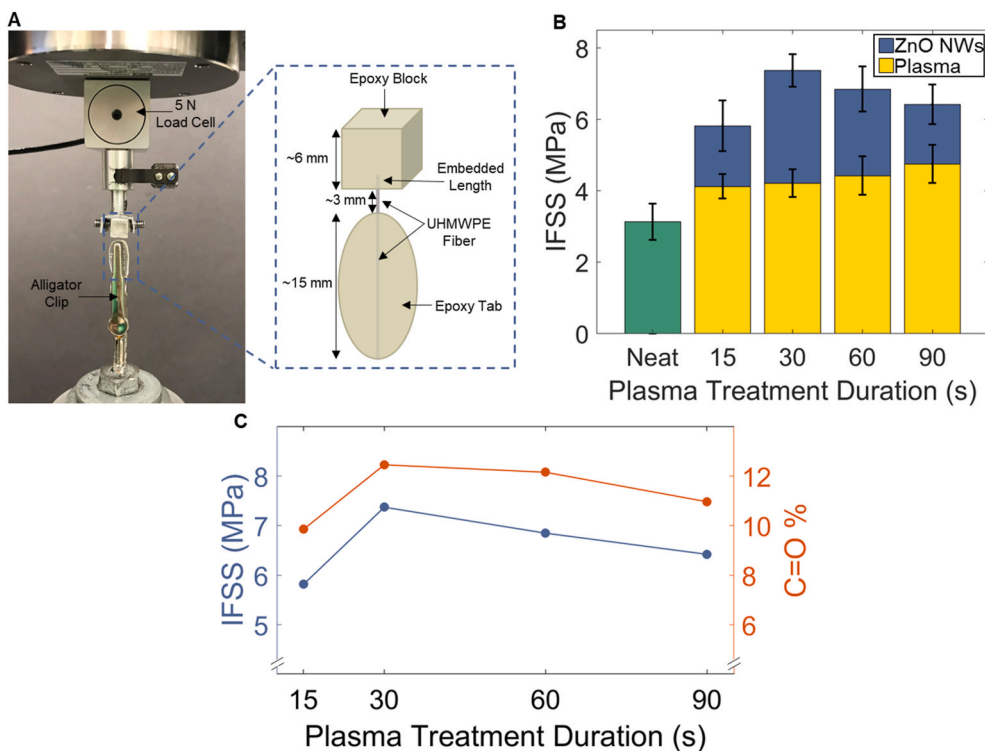 A
5 N
Load Cell
Alligator
Clip
Epoxy Block
~6 mm
Embedded
Length
~3 mm
UHMWPE
Fiber
~15 mm
Epoxy Tab
B
IFSS (MPa)
8
6
4
2
0
ZnO NWs
Plasma
Neat 15 30 60 90
Plasma Treatment Duration (s)
C
IFSS (MPa)
8
7
6
5
C=O %
12
10
8
6
15 30 60 90
Plasma Treatment Duration (s)